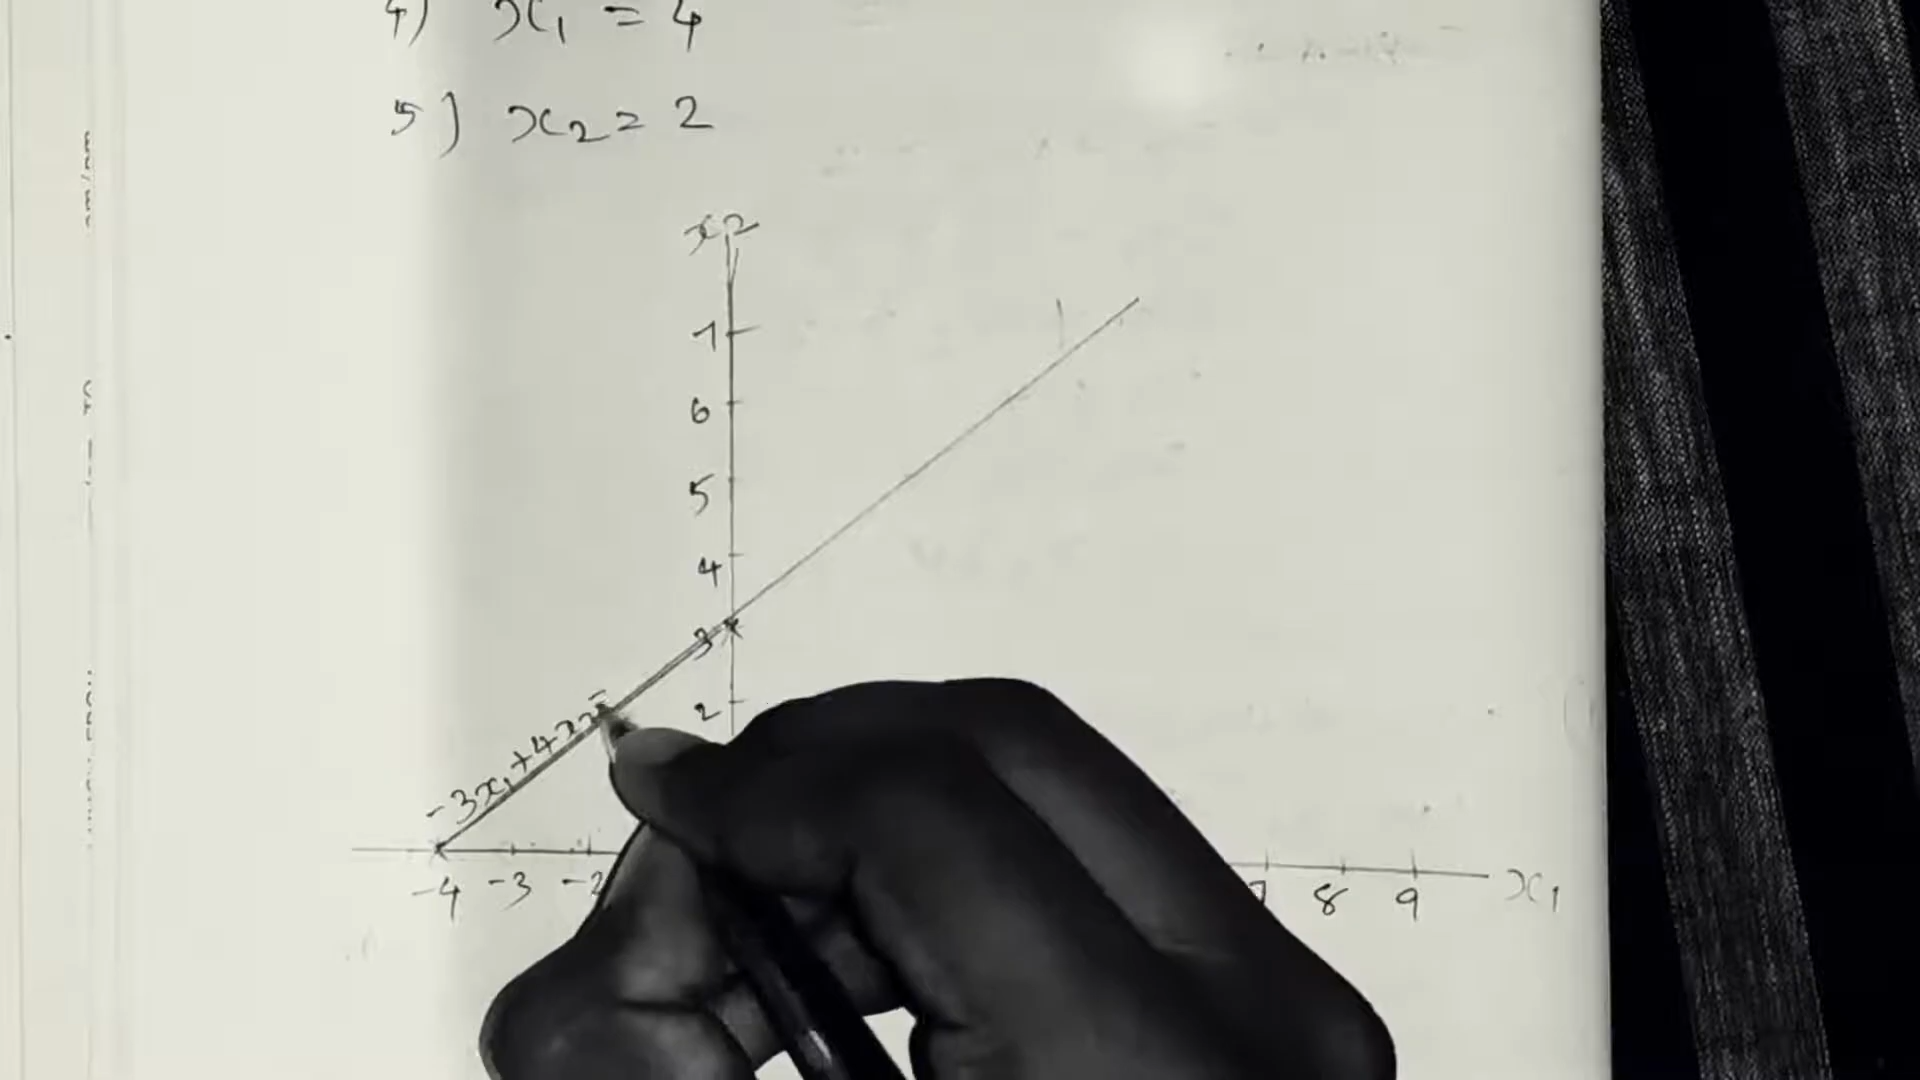 4) x₁ = 4
5) x₂ = 2
x2
7
6
5
4
3
2
-3x₁+4x₂=
-4 -3 -2 7 8 9 x₁